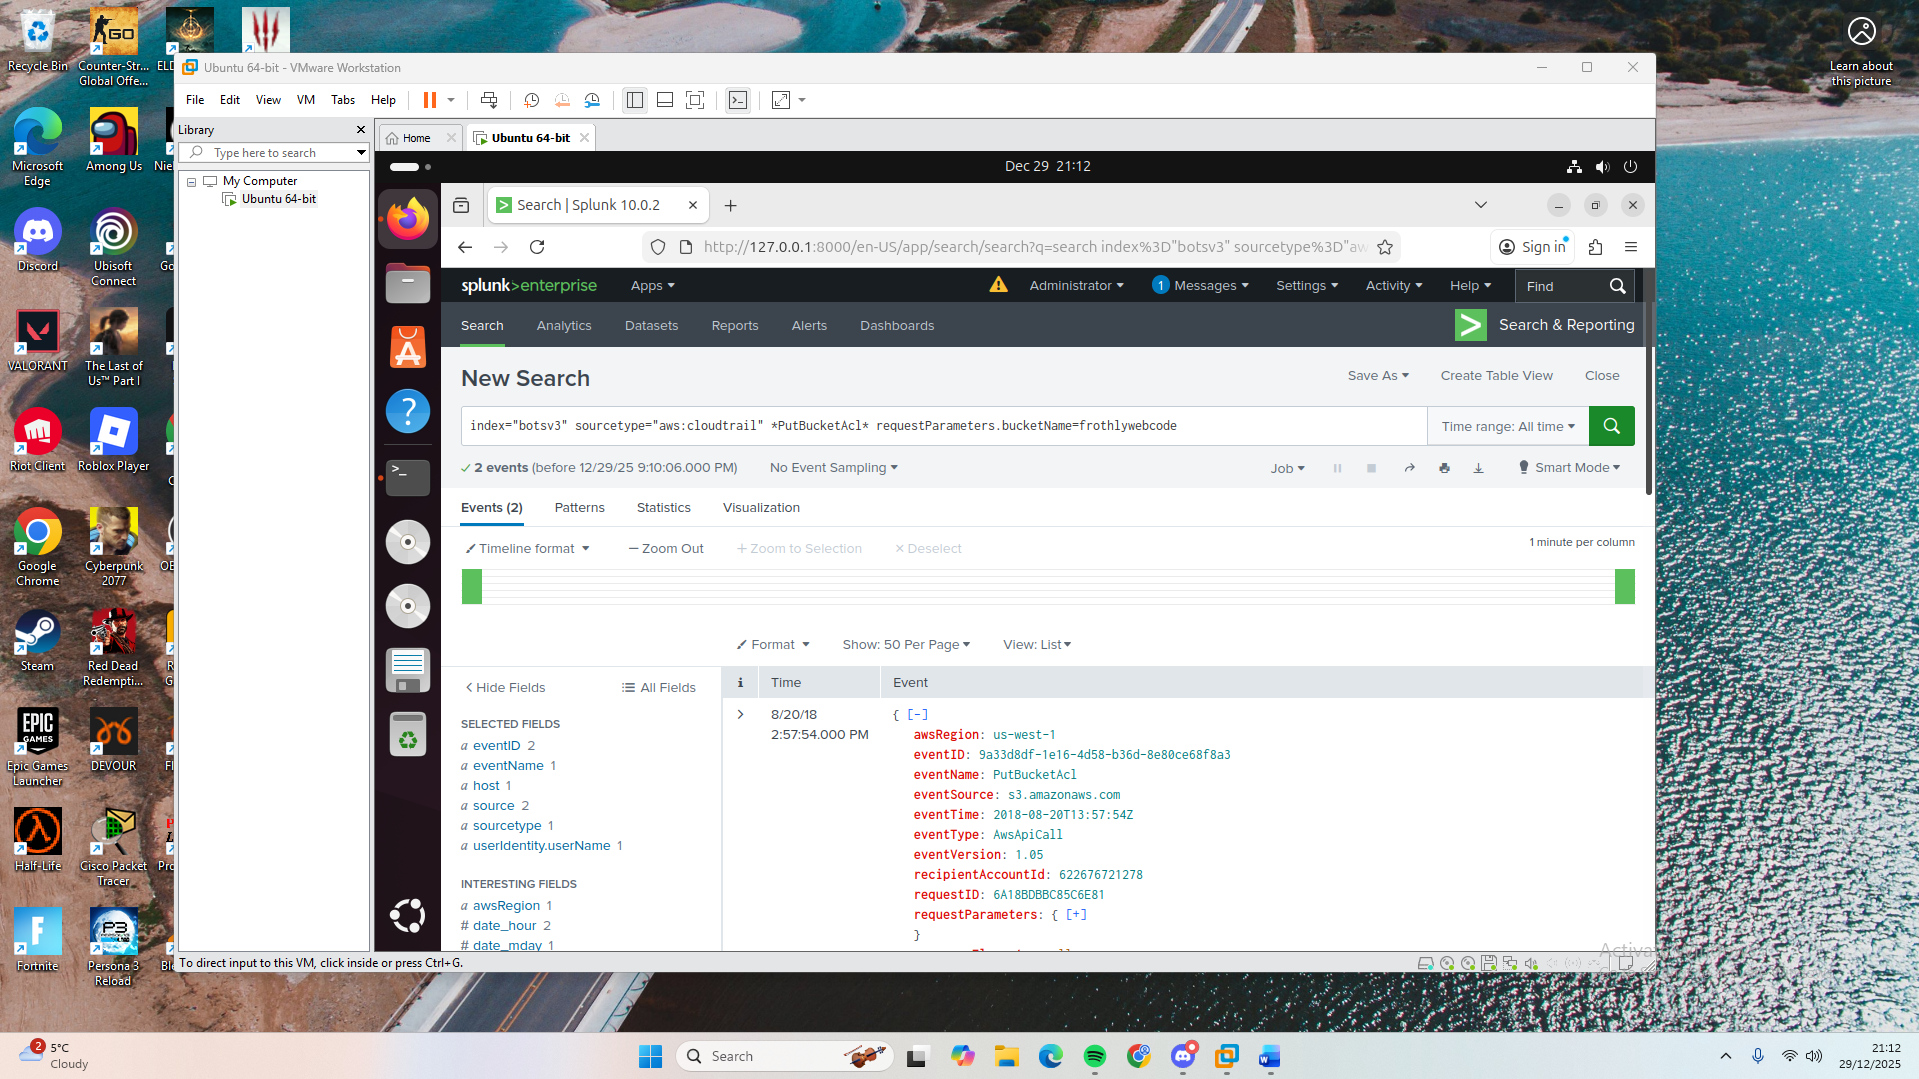 Recycle Bin
Counter-Str...
Global Offe...
ELD
Learn about
this picture
Ubuntu 64-bit - VMware Workstation
File Edit View VM Tabs Help
Library
Type here to search
My Computer
Ubuntu 64-bit
Home
Ubuntu 64-bit
Dec 29 21:12
Search | Splunk 10.0.2
http://127.0.0.1:8000/en-US/app/search/search?q=search index%3D"botsv3" sourcetype%3D"aw
Sign in
splunk>enterprise
Apps
Administrator
1 Messages
Settings
Activity
Help
Find
Search
Analytics
Datasets
Reports
Alerts
Dashboards
Search & Reporting
New Search
Save As
Create Table View
Close
index="botsv3" sourcetype="aws:cloudtrail" *PutBucketAcl* requestParameters.bucketName=frothlywebcode
Time range: All time
2 events (before 12/29/25 9:10:06.000 PM)
No Event Sampling
Job
Smart Mode
Events (2)
Patterns
Statistics
Visualization
Timeline format
Zoom Out
+ Zoom to Selection
× Deselect
1 minute per column
Format
Show: 50 Per Page
View: List
Hide Fields
All Fields
i Time Event
SELECTED FIELDS
a eventID 2
a eventName 1
a host 1
a source 2
a sourcetype 1
a userIdentity.userName 1
INTERESTING FIELDS
a awsRegion 1
# date_hour 2
# date_mday 1
8/20/18
2:57:54.000 PM
{ [-]
awsRegion: us-west-1
eventID: 9a33d8df-1e16-4d58-b36d-8e80ce68f8a3
eventName: PutBucketAcl
eventSource: s3.amazonaws.com
eventTime: 2018-08-20T13:57:54Z
eventType: AwsApiCall
eventVersion: 1.05
recipientAccountId: 622676721278
requestID: 6A18BDBBC85C6E81
requestParameters: { [+]
}
To direct input to this VM, click inside or press Ctrl+G.
Activa
Microsoft
Edge
Among Us
Nie
Discord
Ubisoft
Connect
Go
VALORANT
The Last of
Us™ Part I
Riot Client
Roblox Player
Google
Chrome
Cyberpunk
2077
OB
Steam
Red Dead
Redempti...
EPIC
GAMES
Epic Games
Launcher
DEVOUR
Half-Life
Cisco Packet
Tracer
Pro
Fortnite
P3
Persona 3
Reload
Ble
2
5°C
Cloudy
Search
21:12
29/12/2025